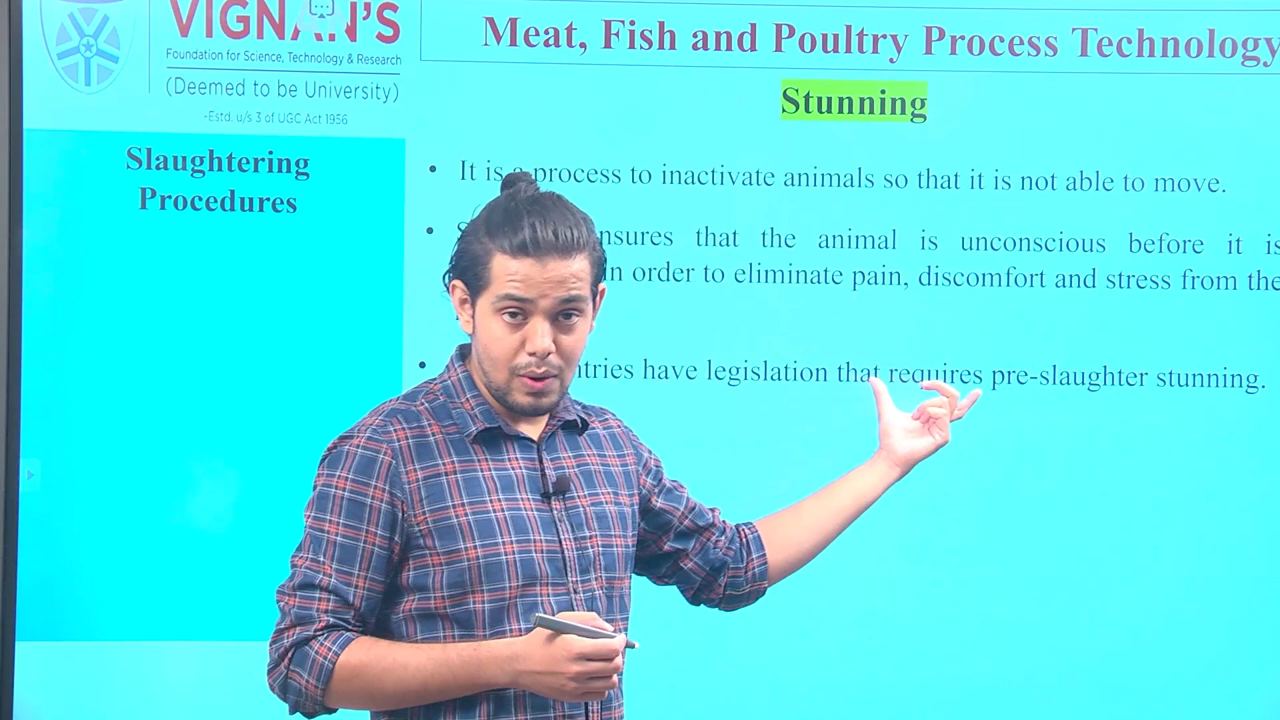 VIGNAN'S
Foundation for Science, Technology & Research
(Deemed to be University)
-Estd. u/s 3 of UGC Act 1956
Meat, Fish and Poultry Process Technology
Stunning
Slaughtering
Procedures
• It is a process to inactivate animals so that it is not able to move.
• ensures that the animal is unconscious before it is
in order to eliminate pain, discomfort and stress from the
• have legislation that requires pre-slaughter stunning.